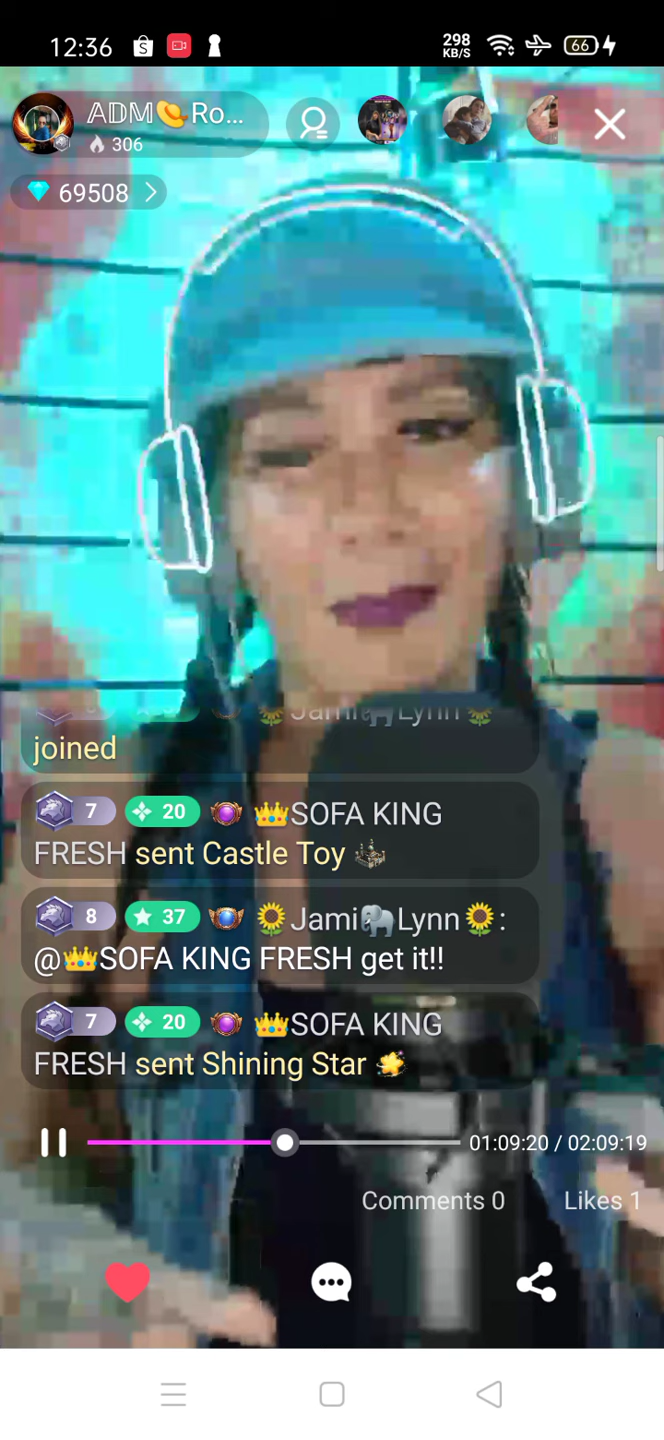 12:36
298
KB/S
66
𝔸𝔻𝕄👒Ro...
306
69508
🌻Jami🐘Lynn🌻
joined
7 20 👑SOFA KING
FRESH sent Castle Toy
8 37 🌻Jami🐘Lynn🌻:
@👑SOFA KING FRESH get it!!
7 20 👑SOFA KING
FRESH sent Shining Star
01:09:20 / 02:09:19
Comments 0 Likes 1